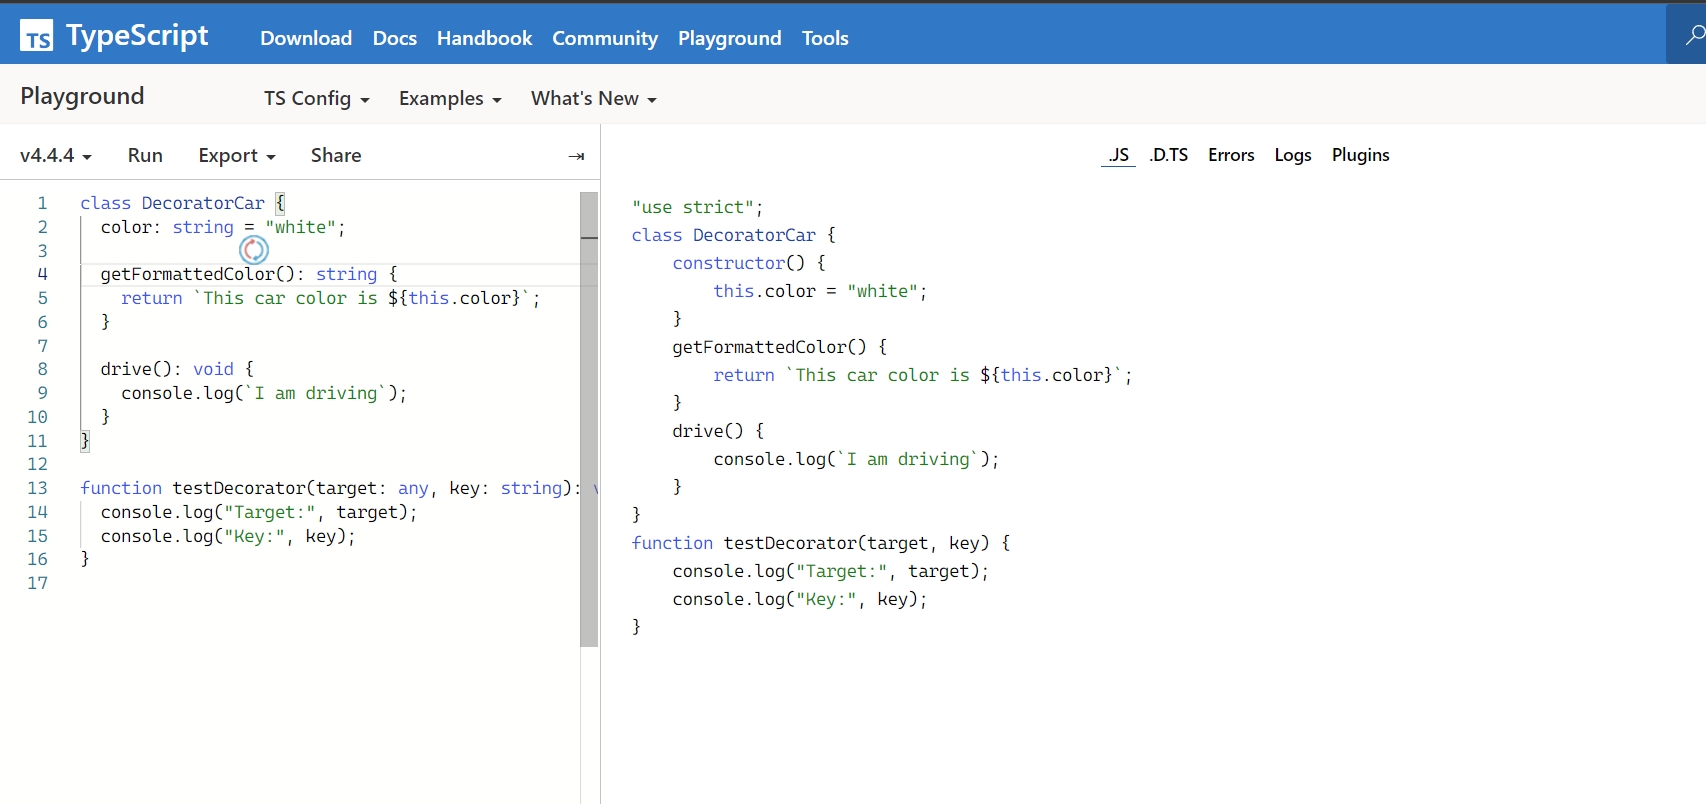 TS TypeScript Download Docs Handbook Community Playground Tools
Playground TS Config Examples What's New
v4.4.4 Run Export Share
.JS .D.TS Errors Logs Plugins
1 class DecoratorCar {
2 color: string = "white";
3
4 getFormattedColor(): string {
5 return `This car color is ${this.color}`;
6 }
7
8 drive(): void {
9 console.log(`I am driving`);
10 }
11 }
12
13 function testDecorator(target: any, key: string):
14 console.log("Target:", target);
15 console.log("Key:", key);
16 }
17
"use strict";
class DecoratorCar {
constructor() {
this.color = "white";
}
getFormattedColor() {
return `This car color is ${this.color}`;
}
drive() {
console.log(`I am driving`);
}
}
function testDecorator(target, key) {
console.log("Target:", target);
console.log("Key:", key);
}